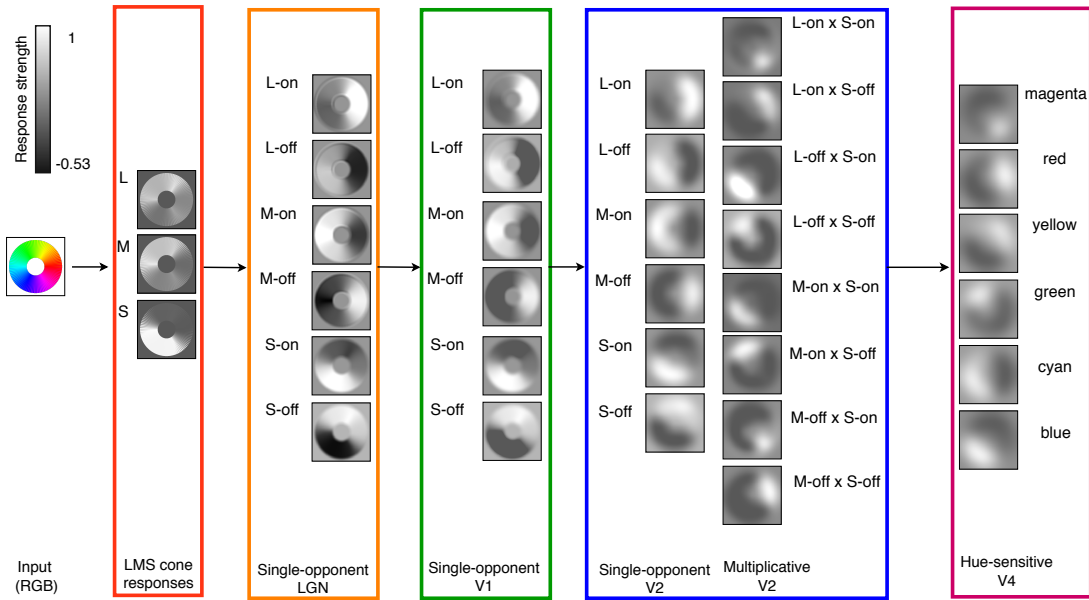 Response strength
1
-0.53
Input
(RGB)
L
M
S
LMS cone
responses
L-on
L-off
M-on
M-off
S-on
S-off
Single-opponent
LGN
L-on
L-off
M-on
M-off
S-on
S-off
Single-opponent
V1
L-on
L-off
M-on
M-off
S-on
S-off
Single-opponent
V2
L-on x S-on
L-on x S-off
L-off x S-on
L-off x S-off
M-on x S-on
M-on x S-off
M-off x S-on
M-off x S-off
Multiplicative
V2
magenta
red
yellow
green
cyan
blue
Hue-sensitive
V4